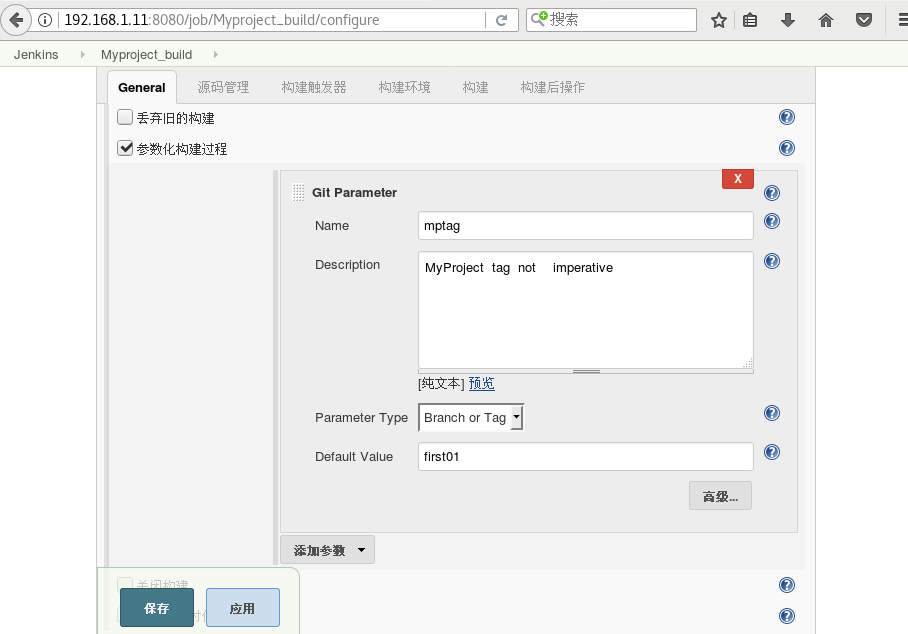 192.168.1.11:8080/job/Myproject_build/configure
搜索
Jenkins Myproject_build
General 源码管理 构建触发器 构建环境 构建 构建后操作
丢弃旧的构建
参数化构建过程
X
Git Parameter
Name mptag
Description MyProject tag not imperative
[纯文本] 预览
Parameter Type Branch or Tag
Default Value first01
高级...
添加参数
关闭构建
保存 应用